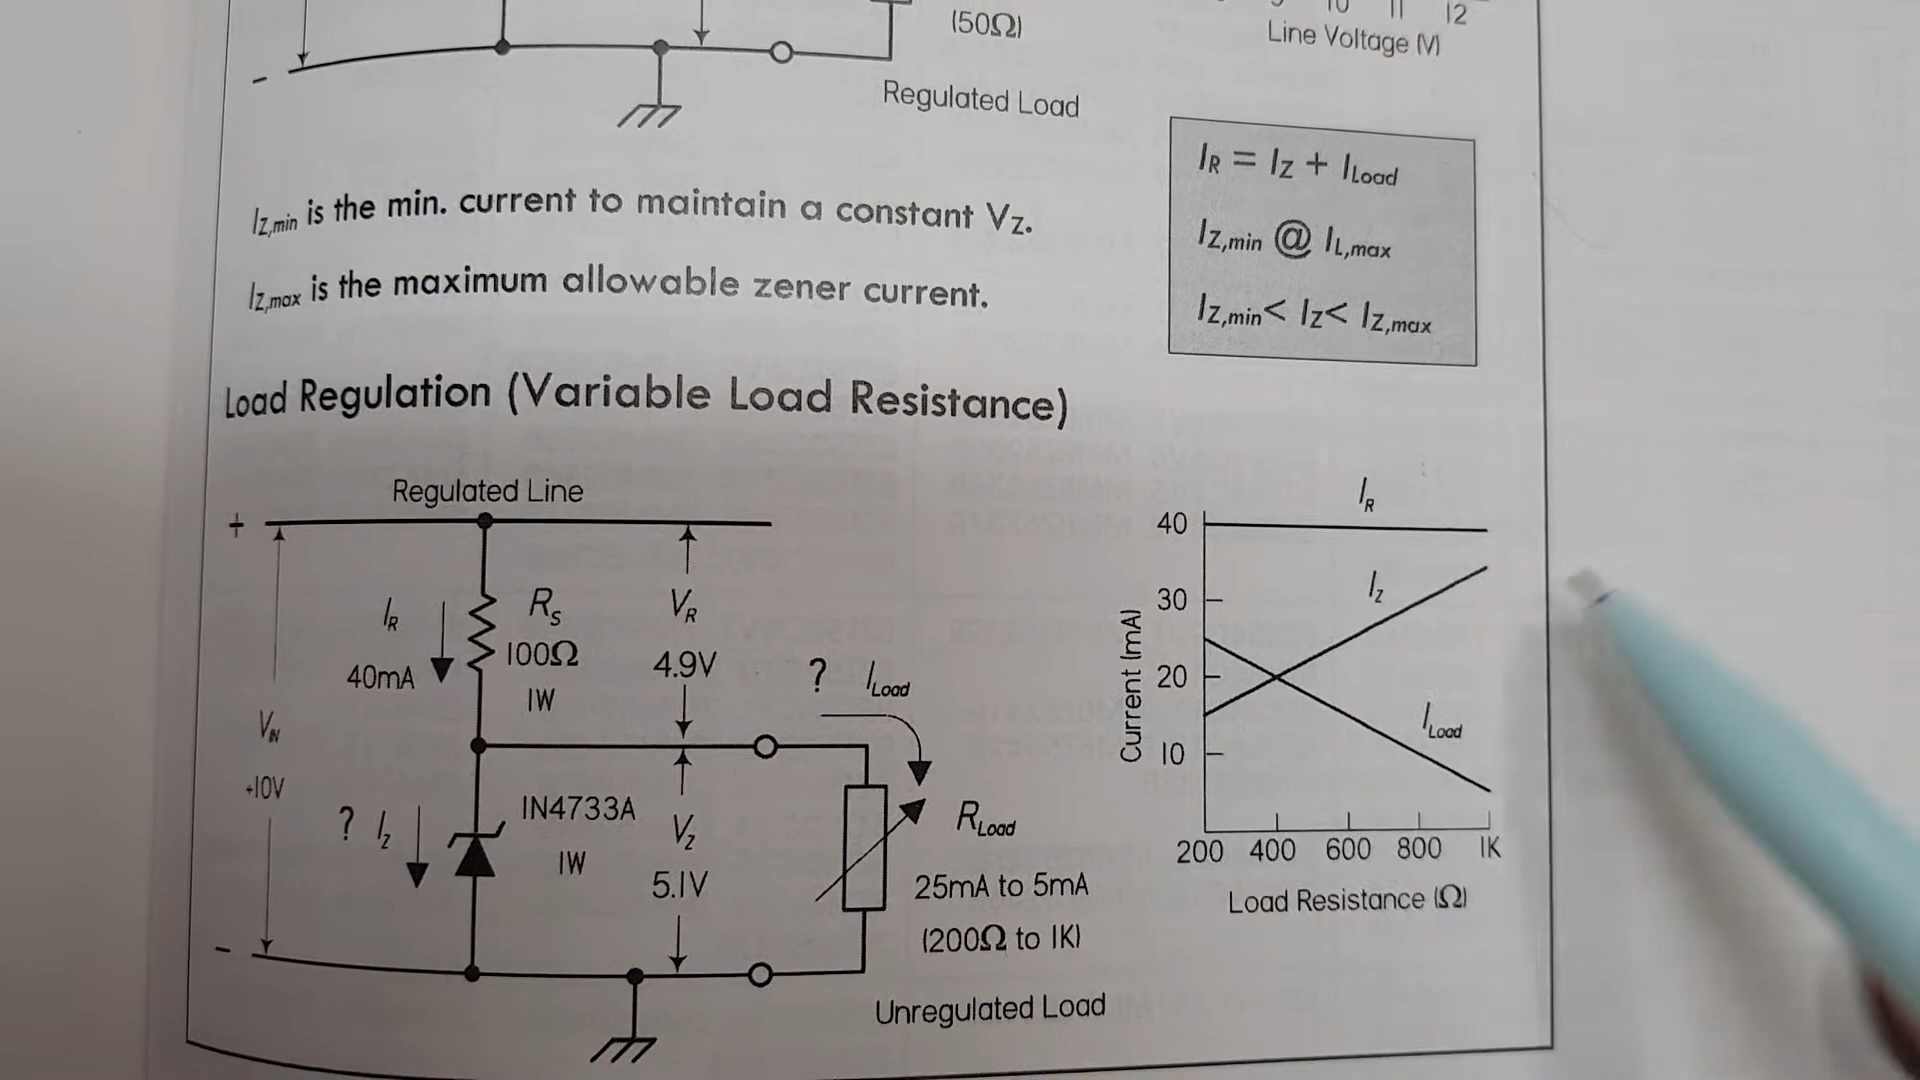 (50Ω)
10 11 12
Line Voltage (V)
-
Regulated Load
IR = IZ + ILoad
IZ,min @ IL,max
IZ,min < IZ < IZ,max
IZ,min is the min. current to maintain a constant VZ.
IZ,max is the maximum allowable zener current.
Load Regulation (Variable Load Resistance)
Regulated Line
+
IR
40mA
RS
100Ω
1W
VR
4.9V
? ILoad
VIN
+10V
? IZ
IN4733A
1W
VZ
5.1V
RLoad
25mA to 5mA
(200Ω to 1K)
-
Unregulated Load
IR
40
30
20
10
IZ
ILoad
Current (mA)
200 400 600 800 1K
Load Resistance (Ω)